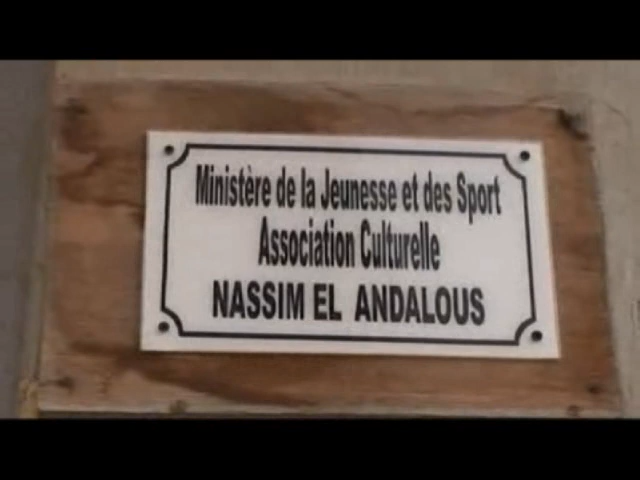 Ministère de la Jeunesse et des Sport
Association Culturelle
NASSIM EL ANDALOUS